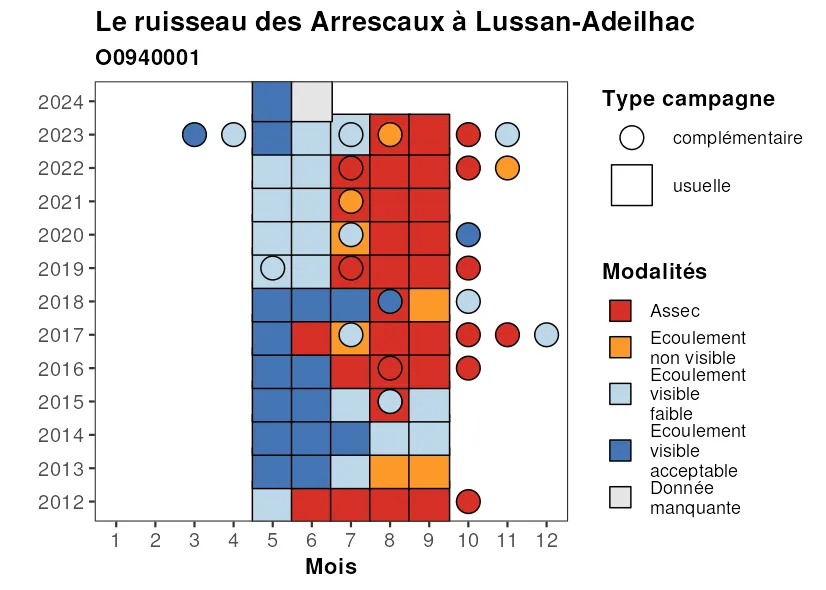 Le ruisseau des Arrescaux à Lussan-Adeilhac
O0940001
2024
2023
2022
2021
2020
2019
2018
2017
2016
2015
2014
2013
2012
1 2 3 4 5 6 7 8 9 10 11 12
Mois
Type campagne
complémentaire
usuelle
Modalités
Assec
Ecoulement
non visible
Ecoulement
visible
faible
Ecoulement
visible
acceptable
Donnée
manquante